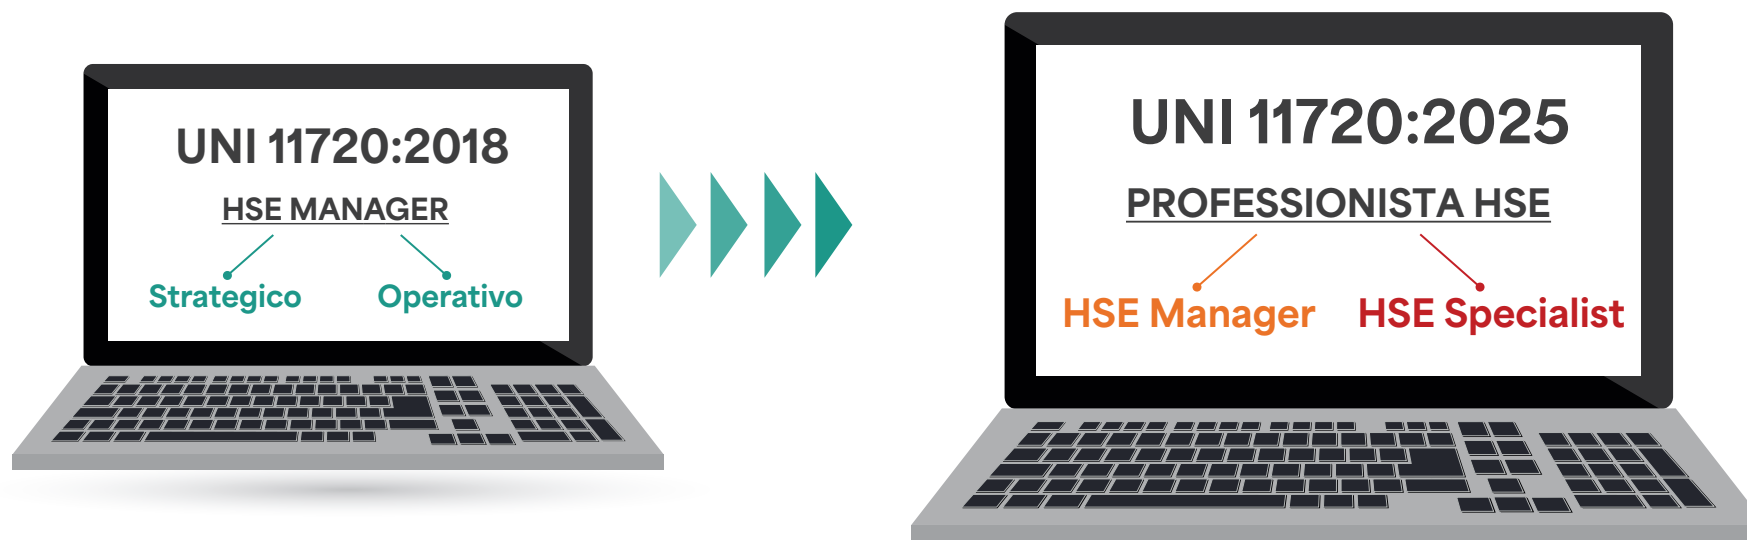 UNI 11720:2018
HSE MANAGER
Strategico
Operativo
UNI 11720:2025
PROFESSIONISTA HSE
HSE Manager
HSE Specialist